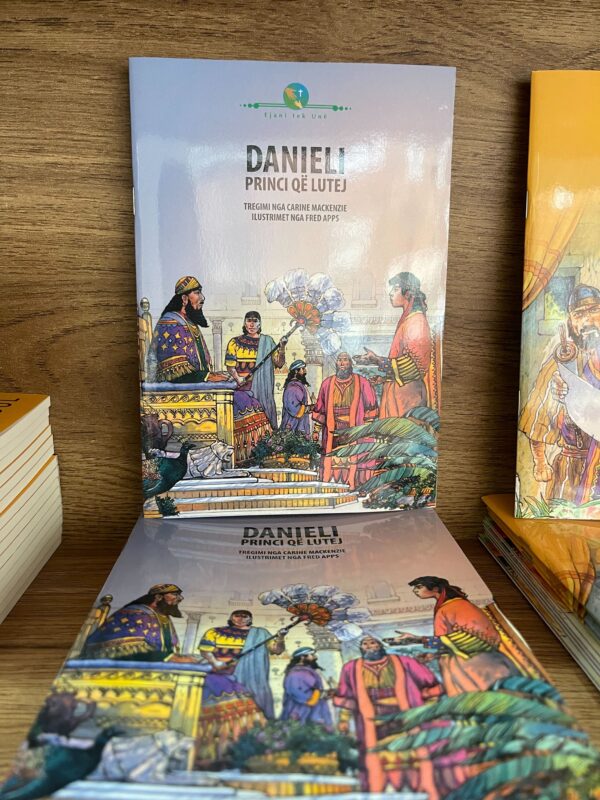 Ejani tek Unë
DANIELI
PRINCI QË LUTEJ
TREGIMI NGA CARINE MACKENZIE
ILUSTRIMET NGA FRED APPS
DANIELI
PRINCI QË LUTEJ
TREGIMI NGA CARINE MACKENZIE
ILUSTRIMET NGA FRED APPS